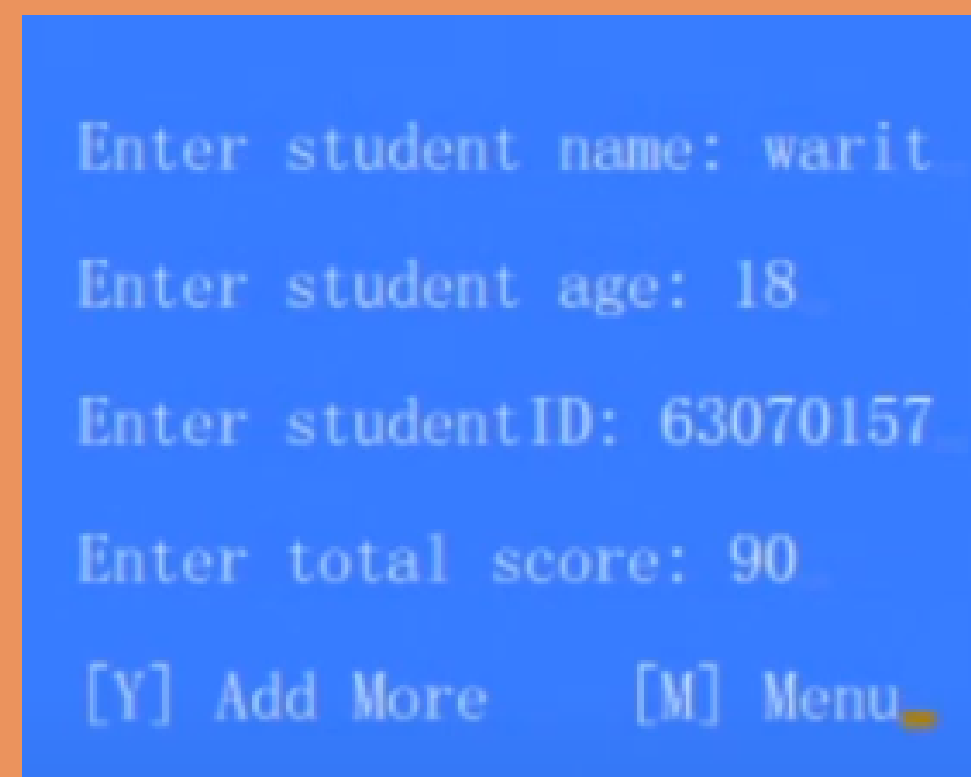 Enter student name: warit
Enter student age: 18
Enter studentID: 63070157
Enter total score: 90
[Y] Add More    [M] Menu